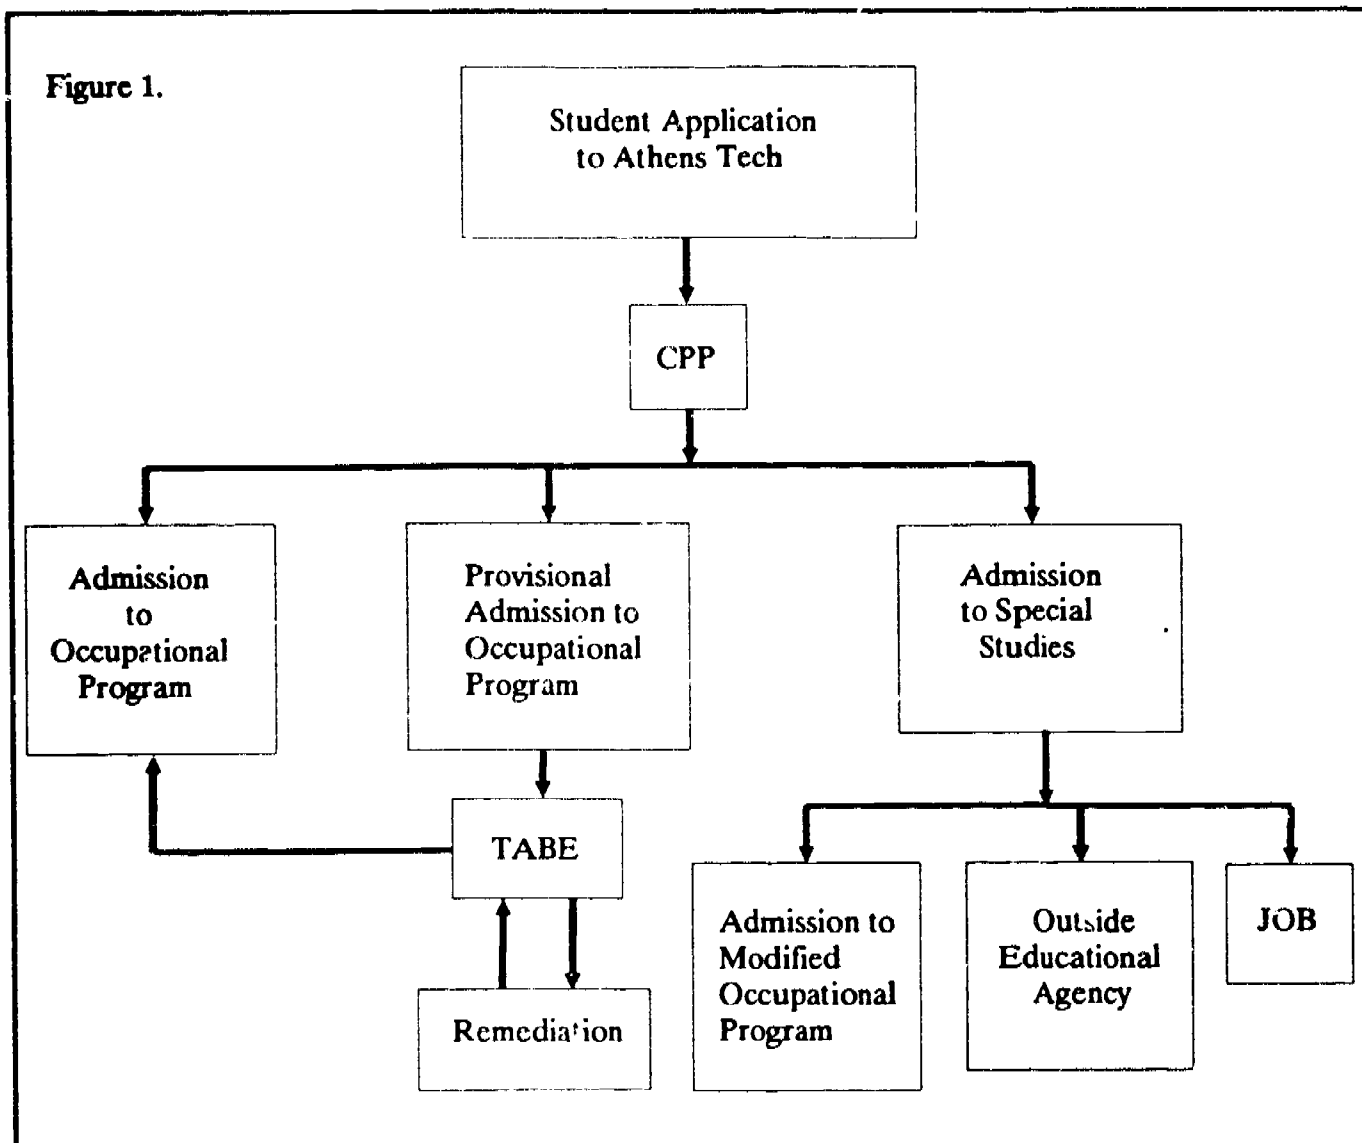 Figure 1.
Student Application
to Athens Tech
CPP
Admission
to
Occupational
Program
Provisional
Admission to
Occupational
Program
Admission
to Special
Studies
TABE
Remediation
Admission to
Modified
Occupational
Program
Outside
Educational
Agency
JOB